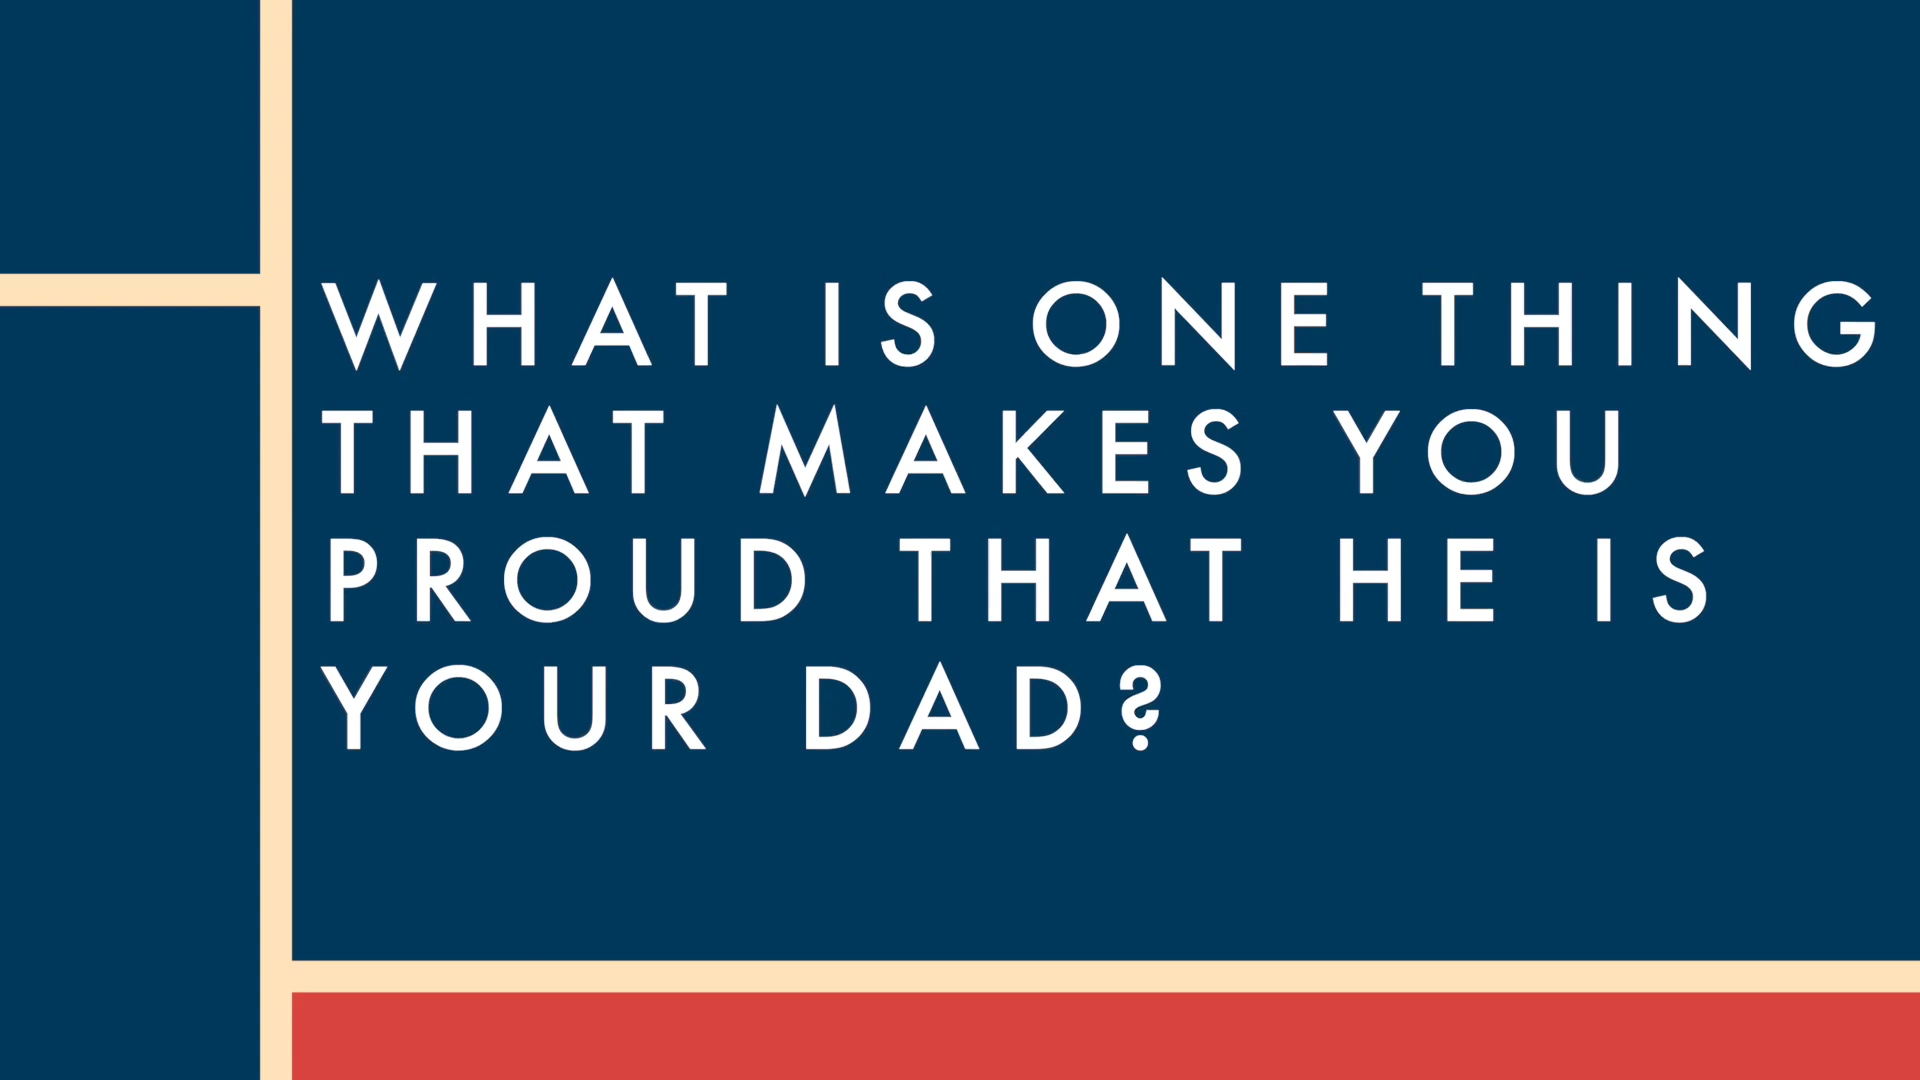 WHAT IS ONE THING
THAT MAKES YOU
PROUD THAT HE IS
YOUR DAD?